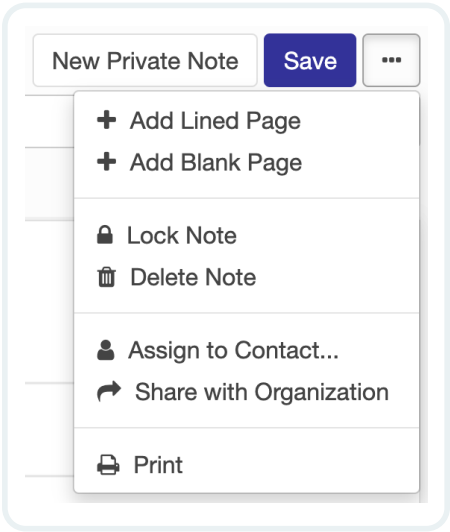 New Private Note Save ...
Add Lined Page
Add Blank Page
Lock Note
Delete Note
Assign to Contact...
Share with Organization
Print